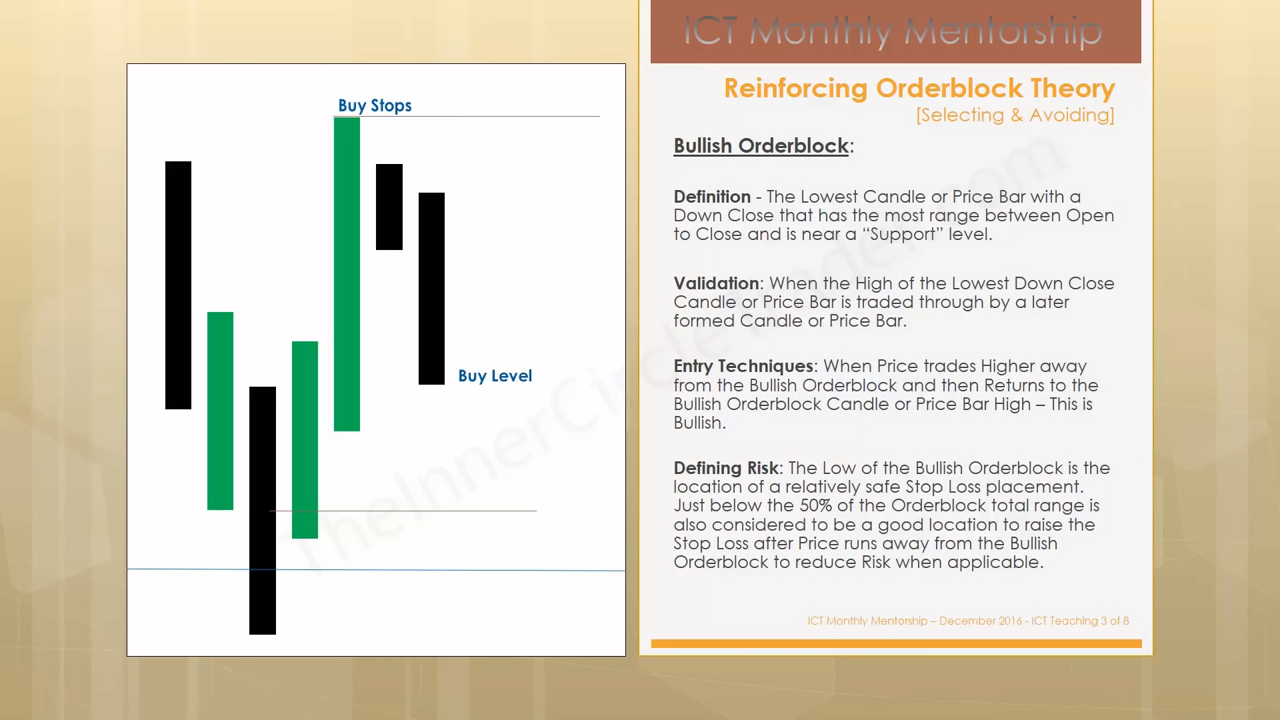 ICT Monthly Mentorship
Reinforcing Orderblock Theory
[Selecting & Avoiding]
Bullish Orderblock:
Definition - The Lowest Candle or Price Bar with a
Down Close that has the most range between Open
to Close and is near a “Support” level.
Validation: When the High of the Lowest Down Close
Candle or Price Bar is traded through by a later
formed Candle or Price Bar.
Entry Techniques: When Price trades Higher away
from the Bullish Orderblock and then Returns to the
Bullish Orderblock Candle or Price Bar High – This is
Bullish.
Defining Risk: The Low of the Bullish Orderblock is the
location of a relatively safe Stop Loss placement.
Just below the 50% of the Orderblock total range is
also considered to be a good location to raise the
Stop Loss after Price runs away from the Bullish
Orderblock to reduce Risk when applicable.
ICT Monthly Mentorship – December 2016 - ICT Teaching 3 of 8
Buy Stops
Buy Level